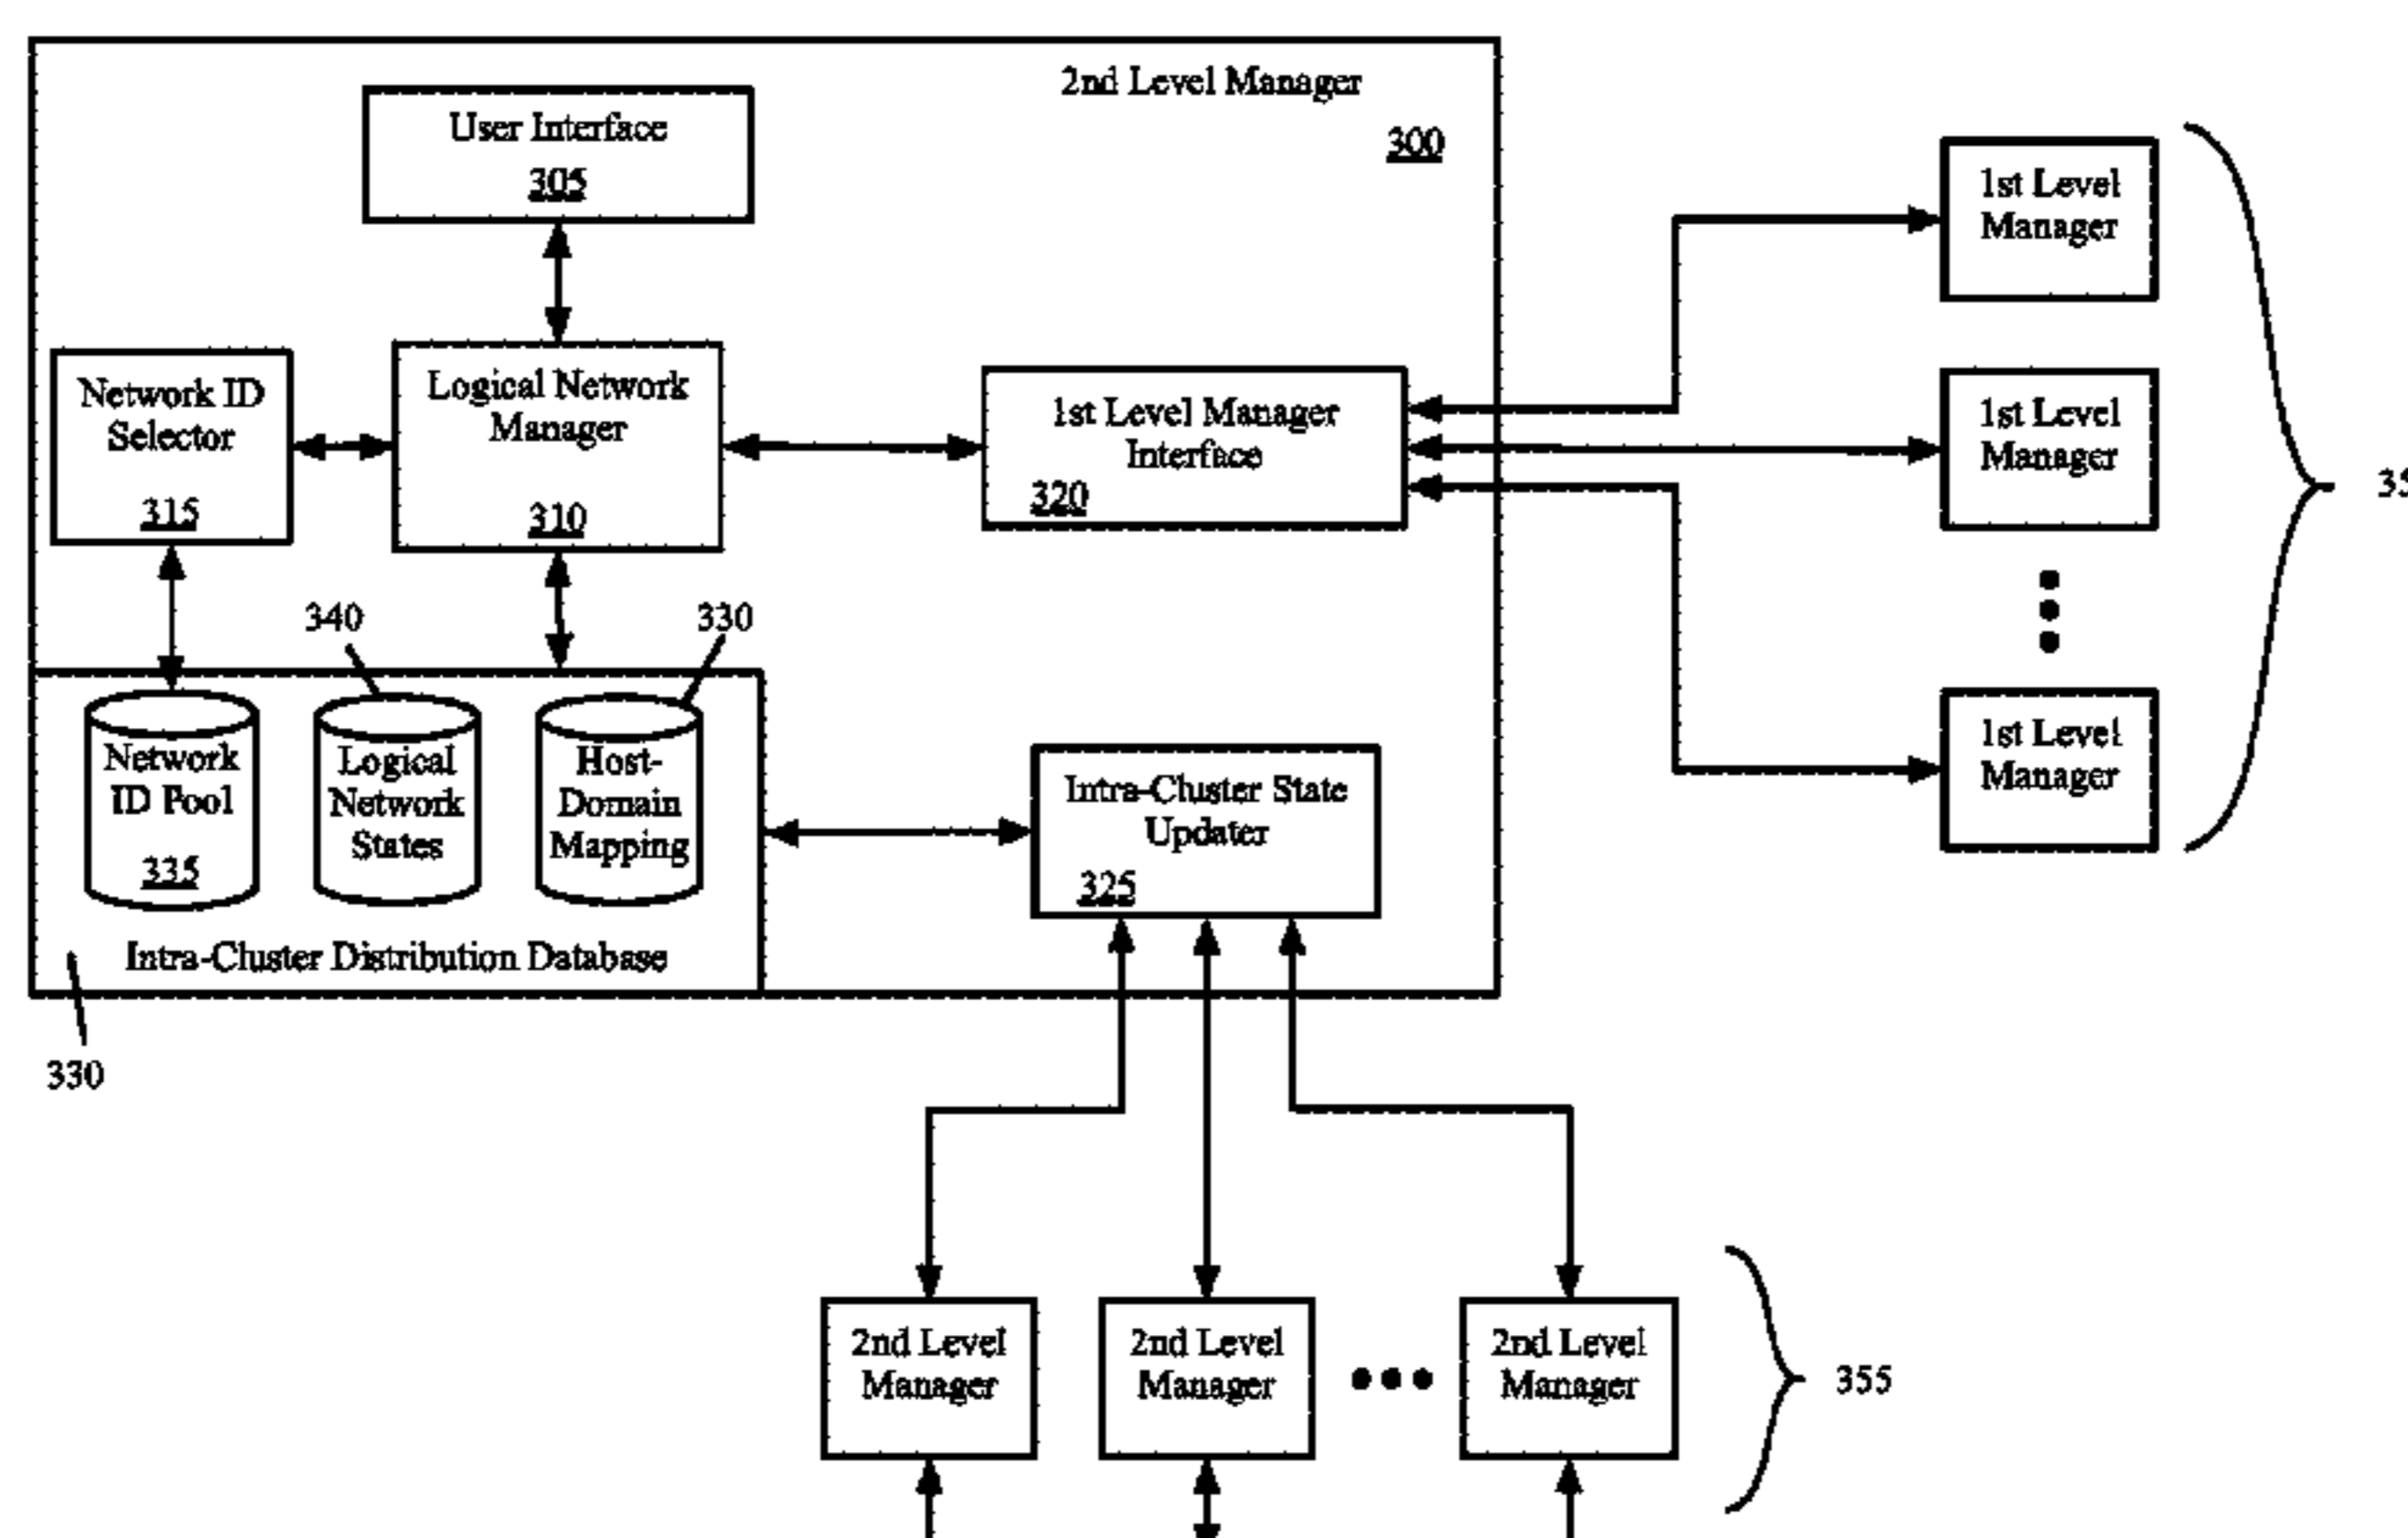 2nd Level Manager
300
User Interface
305
Network ID
Selector
315
Logical Network
Manager
310
1st Level Manager
Interface
320
1st Level
Manager
1st Level
Manager
1st Level
Manager
35
340
330
Network
ID Pool
335
Logical
Network
States
Host-
Domain
Mapping
Intra-Cluster Distribution Database
330
Intra-Cluster State
Updater
325
2nd Level
Manager
2nd Level
Manager
2nd Level
Manager
355